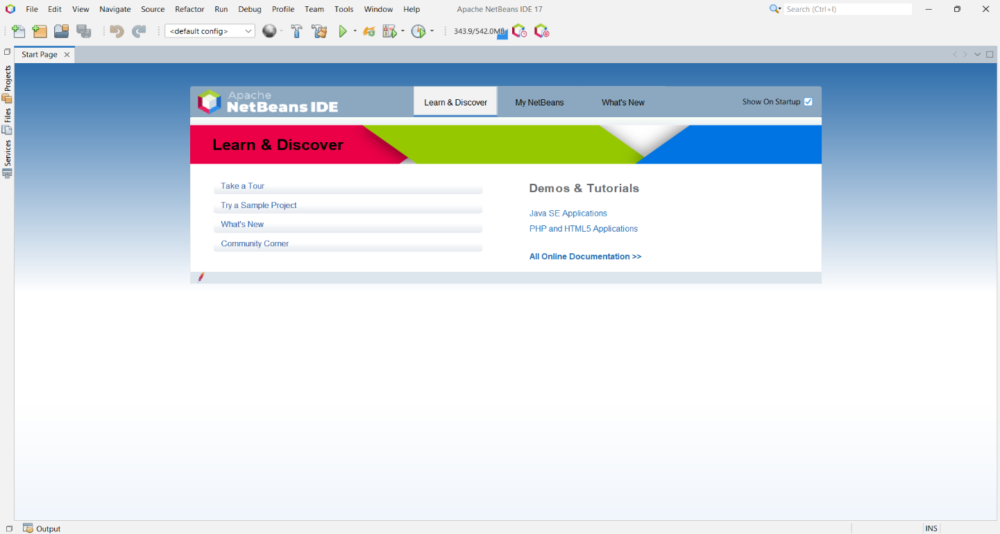 File Edit View Navigate Source Refactor Run Debug Profile Team Tools Window Help Apache NetBeans IDE 17 Search (Ctrl+I)
<default config> 343.9/542.0MB
Start Page
Projects
Files
Services
Apache
NetBeans IDE
Learn & Discover My NetBeans What's New Show On Startup
Learn & Discover
Take a Tour
Try a Sample Project
What's New
Community Corner
Demos & Tutorials
Java SE Applications
PHP and HTML5 Applications
All Online Documentation >>
Output INS